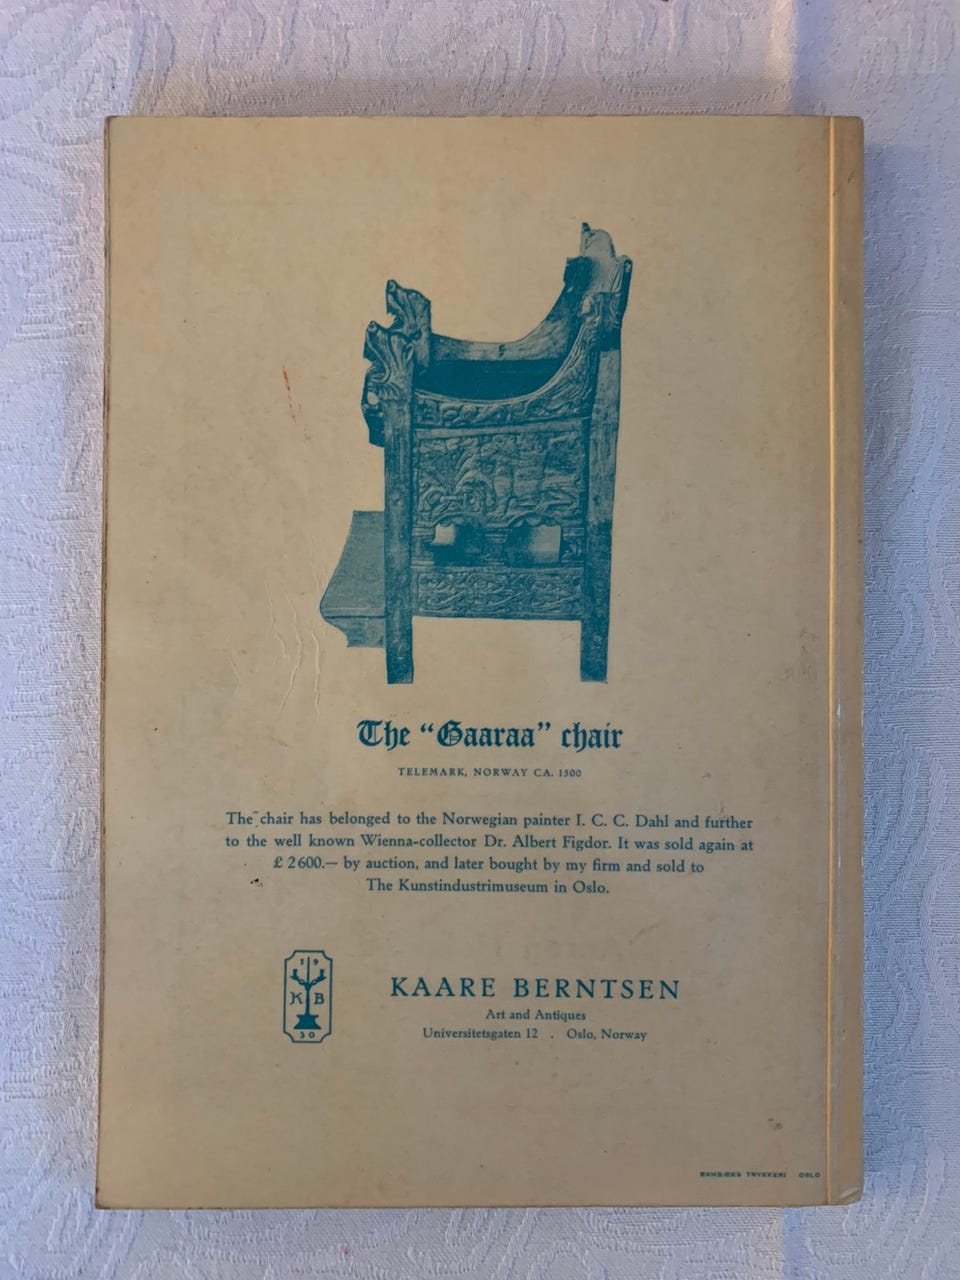 The "Gaaraa" chair
TELEMARK, NORWAY CA. 1500
The chair has belonged to the Norwegian painter I. C. C. Dahl and further
to the well known Wienna-collector Dr. Albert Figdor. It was sold again at
£ 2600.— by auction, and later bought by my firm and sold to
The Kunstindustrimuseum in Oslo.
19
K B
30
KAARE BERNTSEN
Art and Antiques
Universitetsgaten 12 . Oslo, Norway
TRYKKERI OSLO